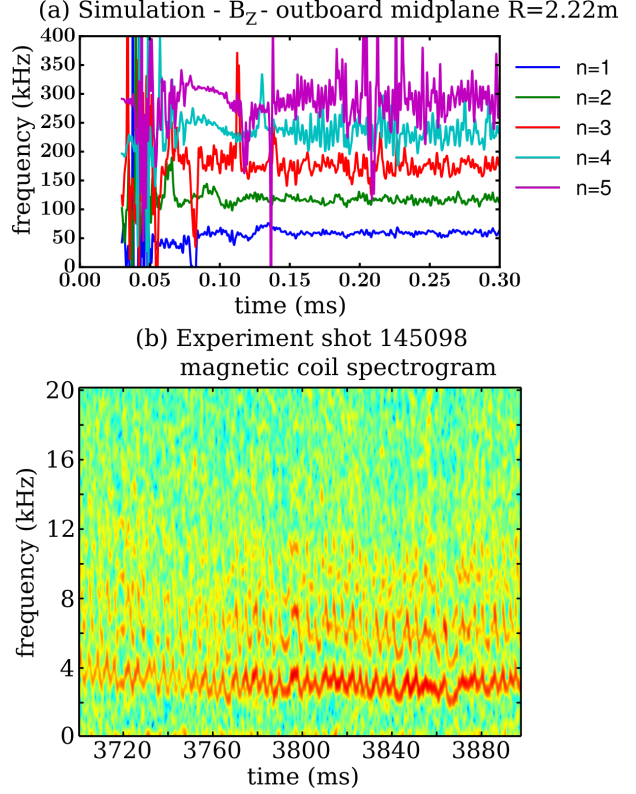 (a) Simulation - B_Z - outboard midplane R=2.22m
400
350
300
250
200
150
100
50
0
frequency (kHz)
0.00 0.05 0.10 0.15 0.20 0.25 0.30
time (ms)
n=1
n=2
n=3
n=4
n=5
(b) Experiment shot 145098
magnetic coil spectrogram
20
16
12
8
4
0
frequency (kHz)
3720 3760 3800 3840 3880
time (ms)